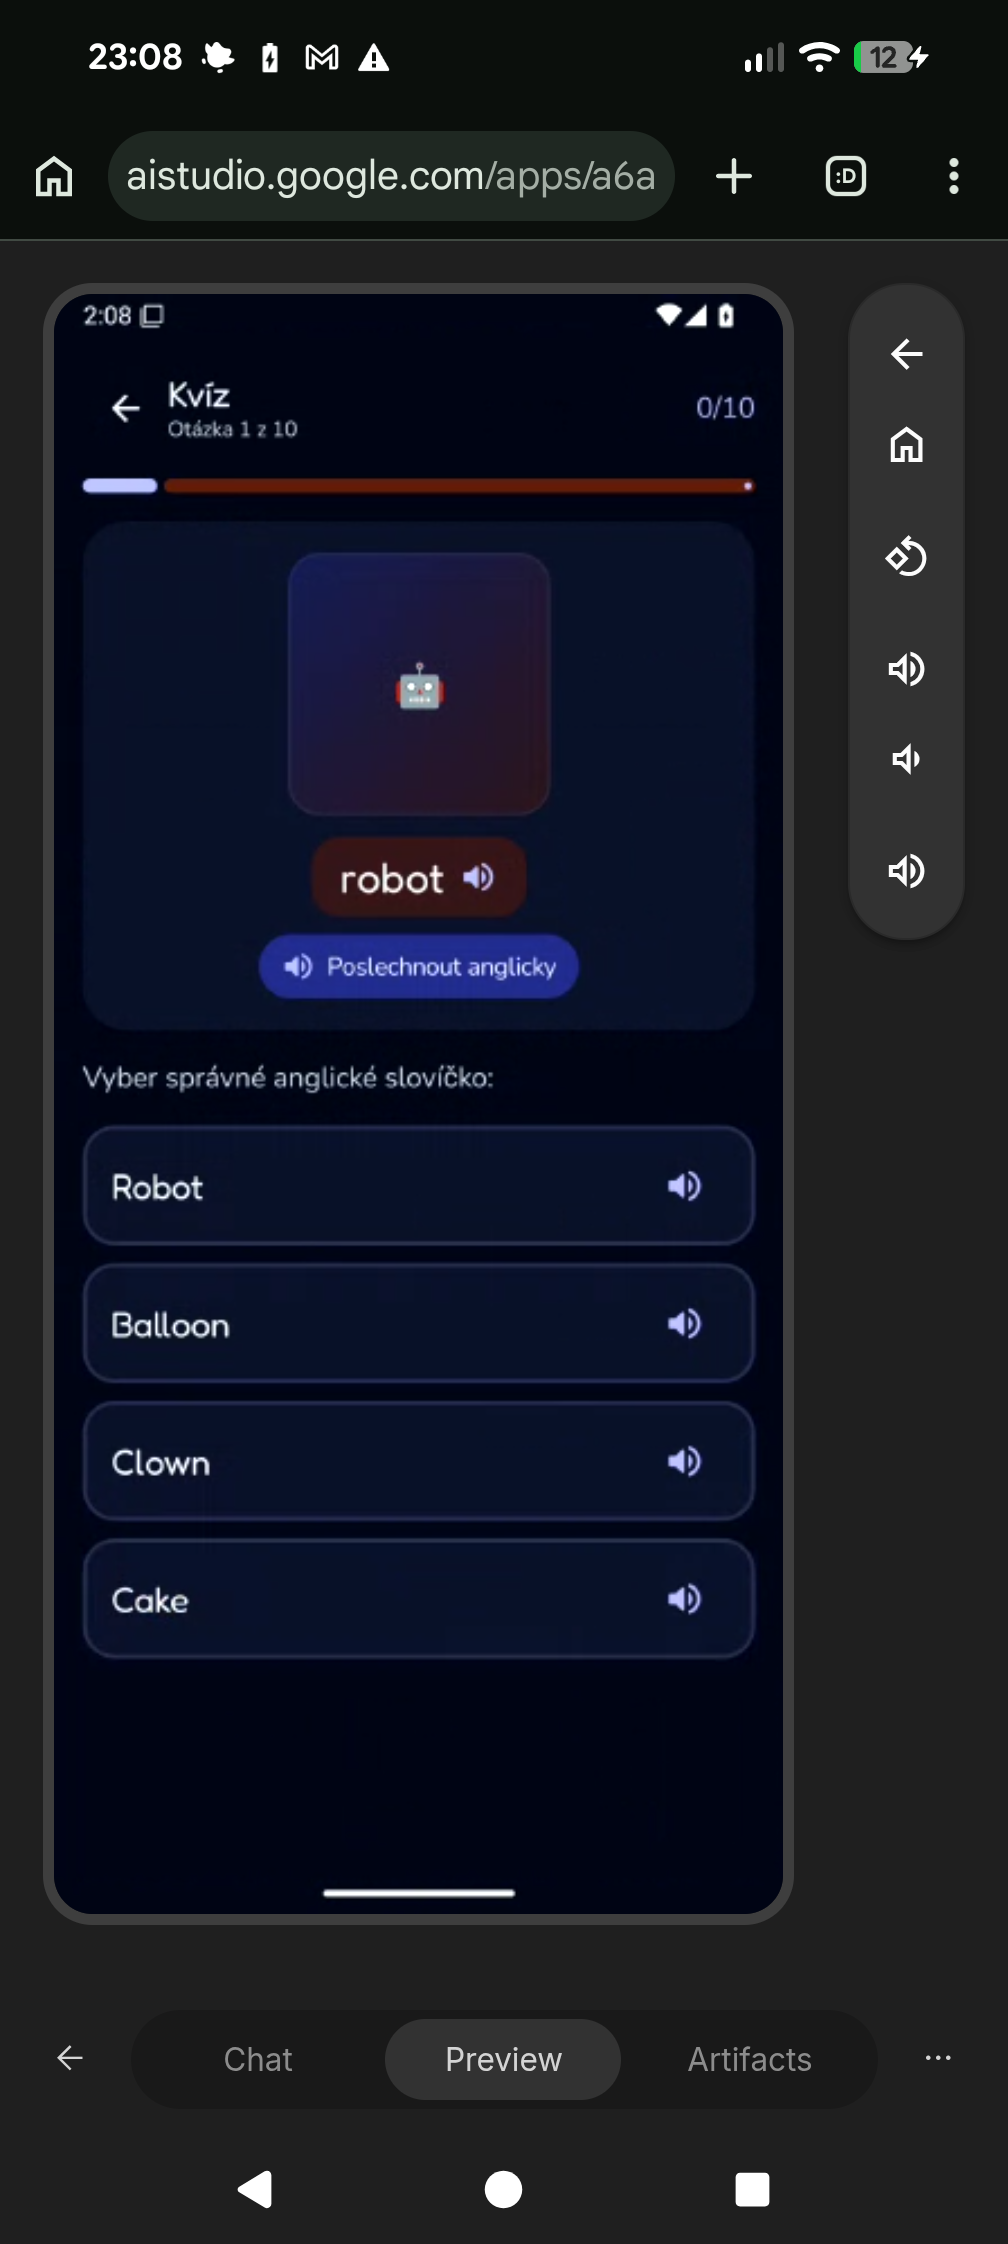 23:08
12
aistudio.google.com/apps/a6a
:D
2:08
Kvíz
Otázka 1 z 10
0/10
robot
Poslechnout anglicky
Vyber správné anglické slovíčko:
Robot
Balloon
Clown
Cake
Chat
Preview
Artifacts